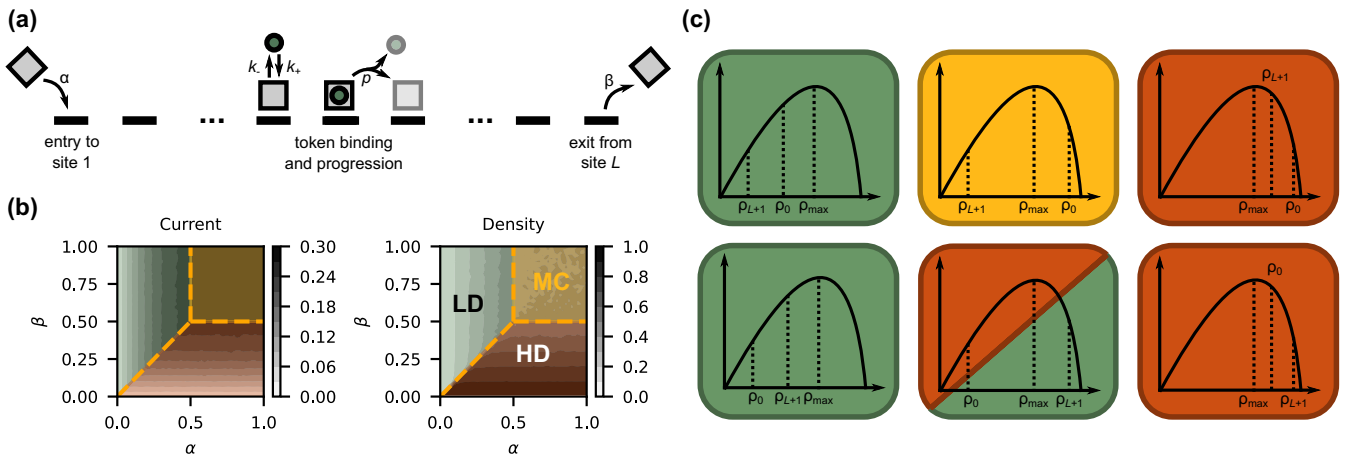 (a)
α
k₋
k₊
p
β
...
...
entry to
site 1
token binding
and progression
exit from
site L
(b)
Current
1.00
0.75
0.50
0.25
0.00
β
0.0
0.5
1.0
α
0.30
0.24
0.18
0.12
0.06
0.00
Density
1.00
0.75
0.50
0.25
0.00
β
LD
MC
HD
0.0
0.5
1.0
α
1.0
0.8
0.6
0.4
0.2
0.0
(c)
ρL+1 ρ0 ρmax
ρL+1 ρmax ρ0
ρL+1
ρmax ρ0
ρ0 ρL+1 ρmax
ρ0 ρmax ρL+1
ρ0
ρmax ρL+1